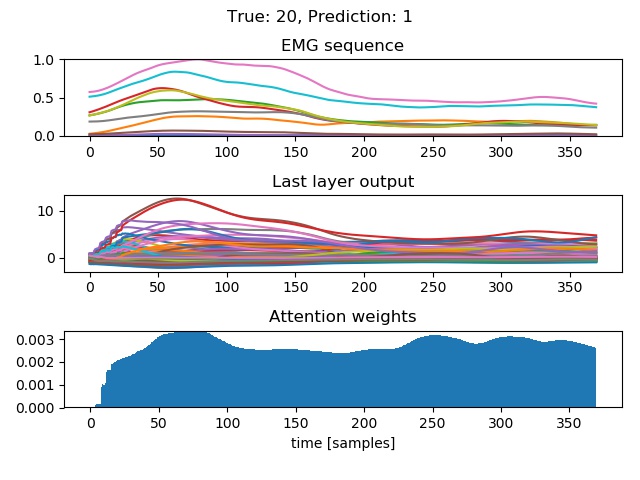 True: 20, Prediction: 1
EMG sequence
1.0
0.5
0.0
0 50 100 150 200 250 300 350
Last layer output
10
0
0 50 100 150 200 250 300 350
Attention weights
0.003
0.002
0.001
0.000
0 50 100 150 200 250 300 350
time [samples]